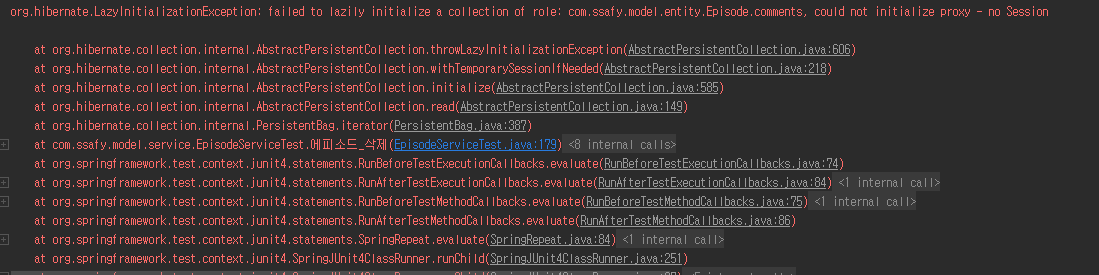 org.hibernate.LazyInitializationException: failed to lazily initialize a collection of role: com.ssafy.model.entity.Episode.comments, could not initialize proxy - no Session
at org.hibernate.collection.internal.AbstractPersistentCollection.throwLazyInitializationException(AbstractPersistentCollection.java:606)
at org.hibernate.collection.internal.AbstractPersistentCollection.withTemporarySessionIfNeeded(AbstractPersistentCollection.java:218)
at org.hibernate.collection.internal.AbstractPersistentCollection.initialize(AbstractPersistentCollection.java:585)
at org.hibernate.collection.internal.AbstractPersistentCollection.read(AbstractPersistentCollection.java:149)
at org.hibernate.collection.internal.PersistentBag.iterator(PersistentBag.java:387)
at com.ssafy.model.service.EpisodeServiceTest.에피소드_삭제(EpisodeServiceTest.java:179) <8 internal calls>
at org.springframework.test.context.junit4.statements.RunBeforeTestExecutionCallbacks.evaluate(RunBeforeTestExecutionCallbacks.java:74)
at org.springframework.test.context.junit4.statements.RunAfterTestExecutionCallbacks.evaluate(RunAfterTestExecutionCallbacks.java:84) <1 internal call>
at org.springframework.test.context.junit4.statements.RunBeforeTestMethodCallbacks.evaluate(RunBeforeTestMethodCallbacks.java:75) <1 internal call>
at org.springframework.test.context.junit4.statements.RunAfterTestMethodCallbacks.evaluate(RunAfterTestMethodCallbacks.java:86)
at org.springframework.test.context.junit4.statements.SpringRepeat.evaluate(SpringRepeat.java:84) <1 internal call>
at org.springframework.test.context.junit4.SpringJUnit4ClassRunner.runChild(SpringJUnit4ClassRunner.java:251)